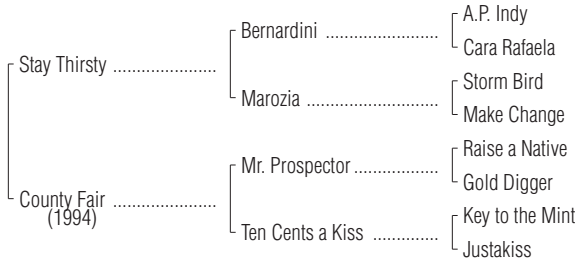 A.P. Indy
Bernardini ........................
Cara Rafaela
Stay Thirsty ......................
Storm Bird
Marozia ............................
Make Change
Raise a Native
Mr. Prospector ..................
Gold Digger
County Fair ......................
(1994)
Key to the Mint
Ten Cents a Kiss ..............
Justakiss